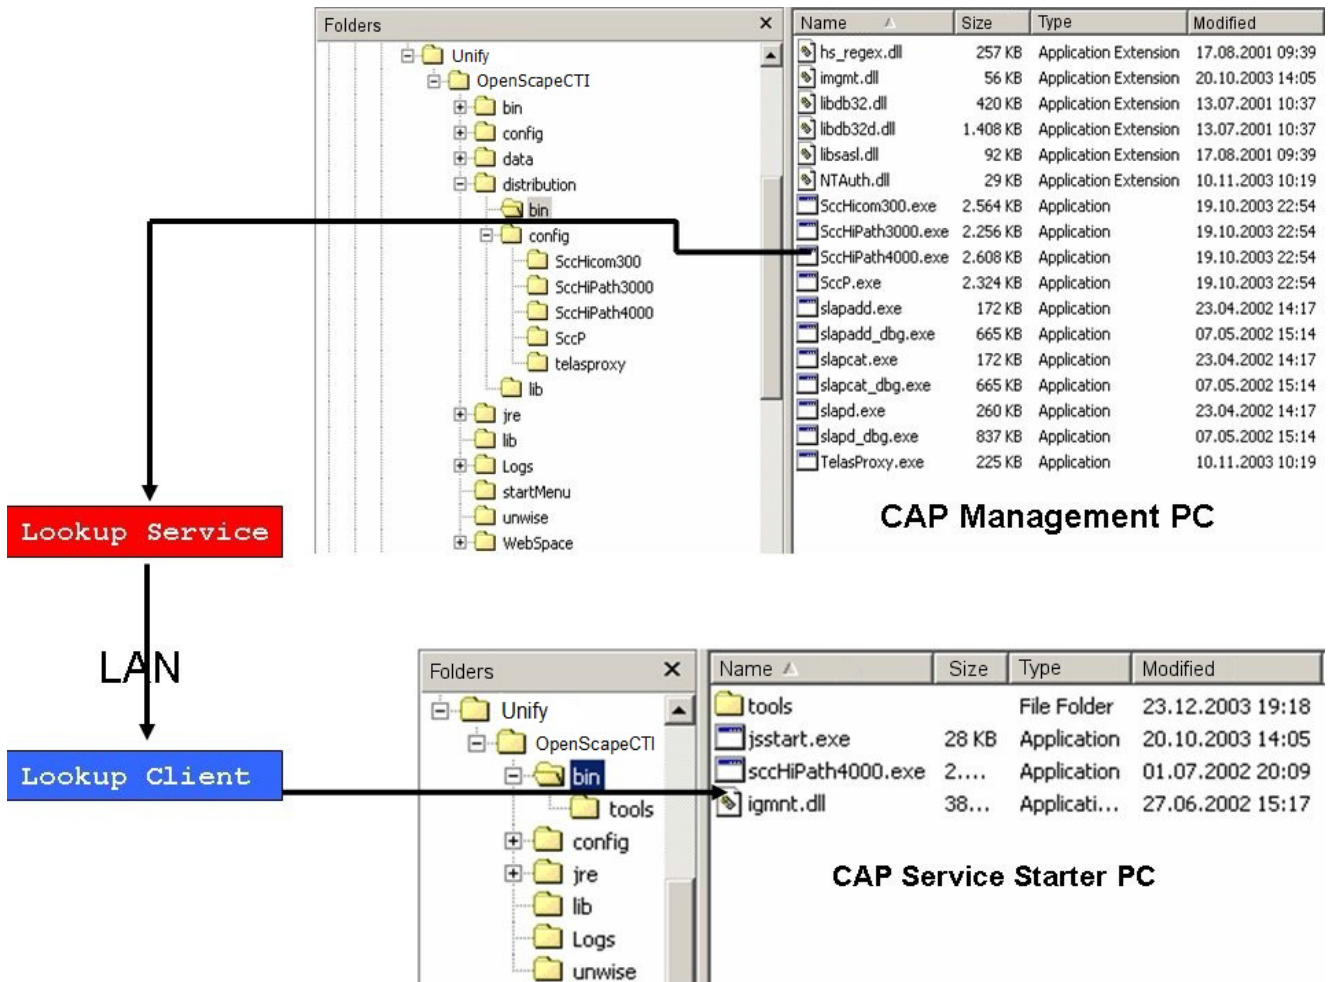 Folders
Unify
OpenScapeCTI
bin
config
data
distribution
bin
config
SccHicom300
SccHiPath3000
SccHiPath4000
SccP
telasproxy
lib
jre
lib
Logs
startMenu
unwise
WebSpace
Name Size Type Modified
hs_regex.dll 257 KB Application Extension 17.08.2001 09:39
imgmt.dll 56 KB Application Extension 20.10.2003 14:05
libdb32.dll 420 KB Application Extension 13.07.2001 10:37
libdb32d.dll 1.408 KB Application Extension 13.07.2001 10:37
libsasl.dll 92 KB Application Extension 17.08.2001 09:39
NTAuth.dll 29 KB Application Extension 10.11.2003 10:19
SccHicom300.exe 2.564 KB Application 19.10.2003 22:54
SccHiPath3000.exe 2.256 KB Application 19.10.2003 22:54
SccHiPath4000.exe 2.608 KB Application 19.10.2003 22:54
SccP.exe 2.324 KB Application 19.10.2003 22:54
slapadd.exe 172 KB Application 23.04.2002 14:17
slapadd_dbg.exe 665 KB Application 07.05.2002 15:14
slapcat.exe 172 KB Application 23.04.2002 14:17
slapcat_dbg.exe 665 KB Application 07.05.2002 15:14
slapd.exe 260 KB Application 23.04.2002 14:17
slapd_dbg.exe 837 KB Application 07.05.2002 15:14
TelasProxy.exe 225 KB Application 10.11.2003 10:19
CAP Management PC
Lookup Service
LAN
Lookup Client
Folders
Unify
OpenScapeCTI
bin
tools
config
jre
lib
Logs
unwise
Name Size Type Modified
tools File Folder 23.12.2003 19:18
jsstart.exe 28 KB Application 20.10.2003 14:05
sccHiPath4000.exe 2.... Application 01.07.2002 20:09
igmnt.dll 38... Applicati... 27.06.2002 15:17
CAP Service Starter PC